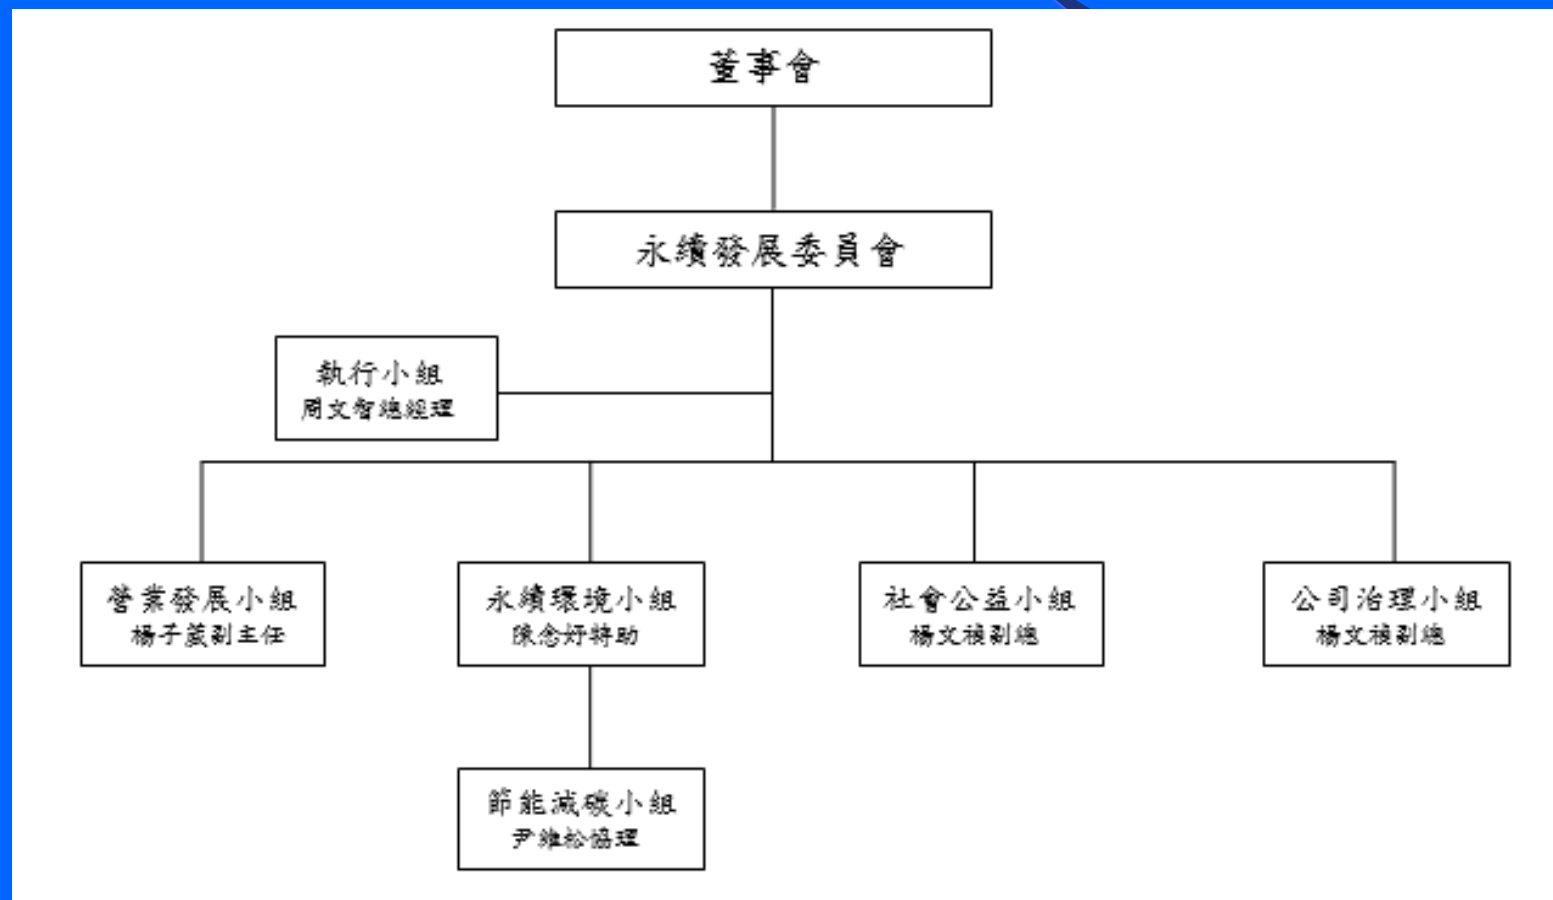 董事會
永續發展委員會
執行小組
周文智總經理
營業發展小組
楊子葳副主任
永續環境小組
陳念妤特助
社會公益小組
楊文禎副總
公司治理小組
楊文禎副總
節能減碳小組
尹維松協理